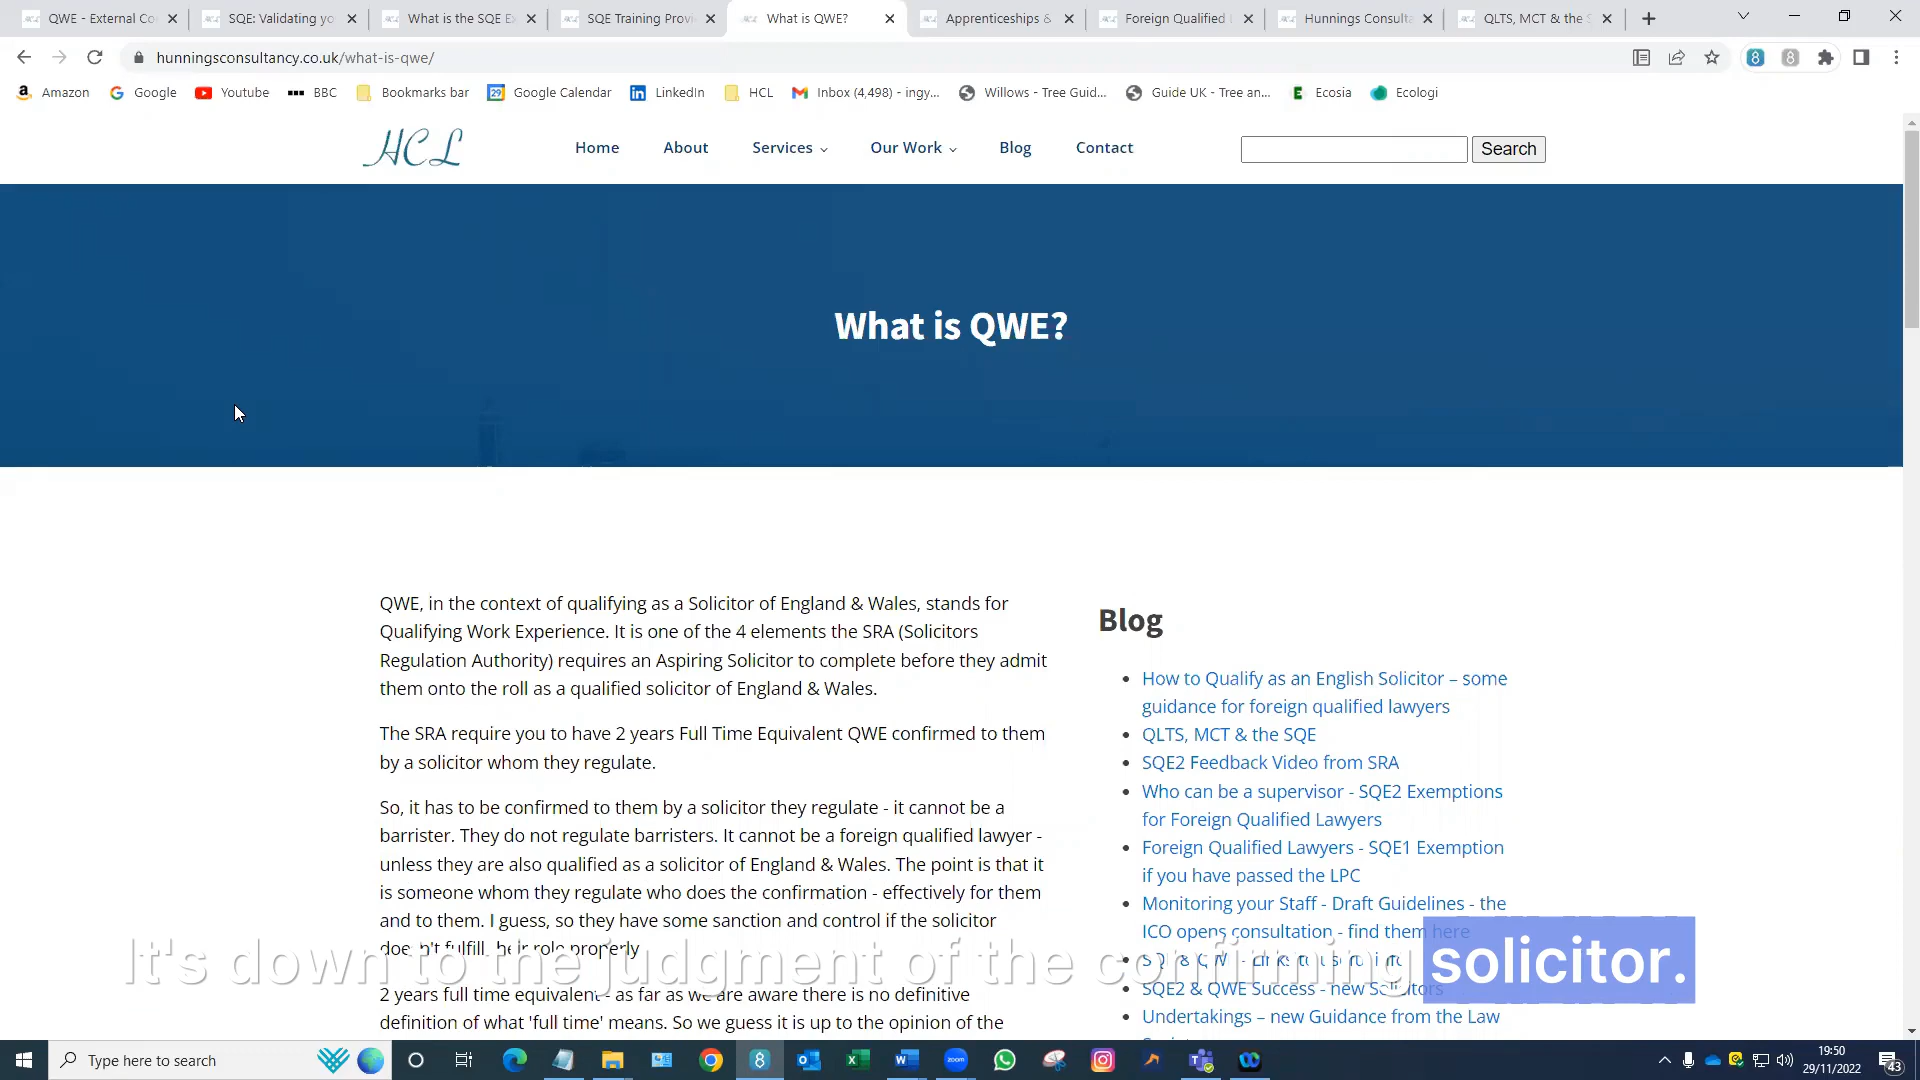 QWE - External Co
SQE: Validating yo
What is the SQE E
SQE Training Provi
What is QWE?
Apprenticeships &
Foreign Qualified
Hunnings Consulta
QLTS, MCT & the S
hunningsconsultancy.co.uk/what-is-qwe/
Amazon
Google
Youtube
BBC
Bookmarks bar
Google Calendar
LinkedIn
HCL
Inbox (4,498) - ingy...
Willows - Tree Guid...
Guide UK - Tree an...
Ecosia
Ecologi
HCL
Home
About
Services
Our Work
Blog
Contact
Search
What is QWE?
QWE, in the context of qualifying as a Solicitor of England & Wales, stands for
Qualifying Work Experience. It is one of the 4 elements the SRA (Solicitors
Regulation Authority) requires an Aspiring Solicitor to complete before they admit
them onto the roll as a qualified solicitor of England & Wales.
The SRA require you to have 2 years Full Time Equivalent QWE confirmed to them
by a solicitor whom they regulate.
So, it has to be confirmed to them by a solicitor they regulate - it cannot be a
barrister. They do not regulate barristers. It cannot be a foreign qualified lawyer -
unless they are also qualified as a solicitor of England & Wales. The point is that it
is someone whom they regulate who does the confirmation - effectively for them
and to them. I guess, so they have some sanction and control if the solicitor
doesn't fulfill their role properly
2 years full time equivalent - as far as we are aware there is no definitive
definition of what 'full time' means. So we guess it is up to the opinion of the
Blog
How to Qualify as an English Solicitor – some
guidance for foreign qualified lawyers
QLTS, MCT & the SQE
SQE2 Feedback Video from SRA
Who can be a supervisor - SQE2 Exemptions
for Foreign Qualified Lawyers
Foreign Qualified Lawyers - SQE1 Exemption
if you have passed the LPC
Monitoring your Staff - Draft Guidelines - the
ICO opens consultation - find them here
SQE2 & QWE Success - new Solicitors
Undertakings – new Guidance from the Law
It's down to the judgment of the confirming solicitor.
Type here to search
19:50
29/11/2022
43